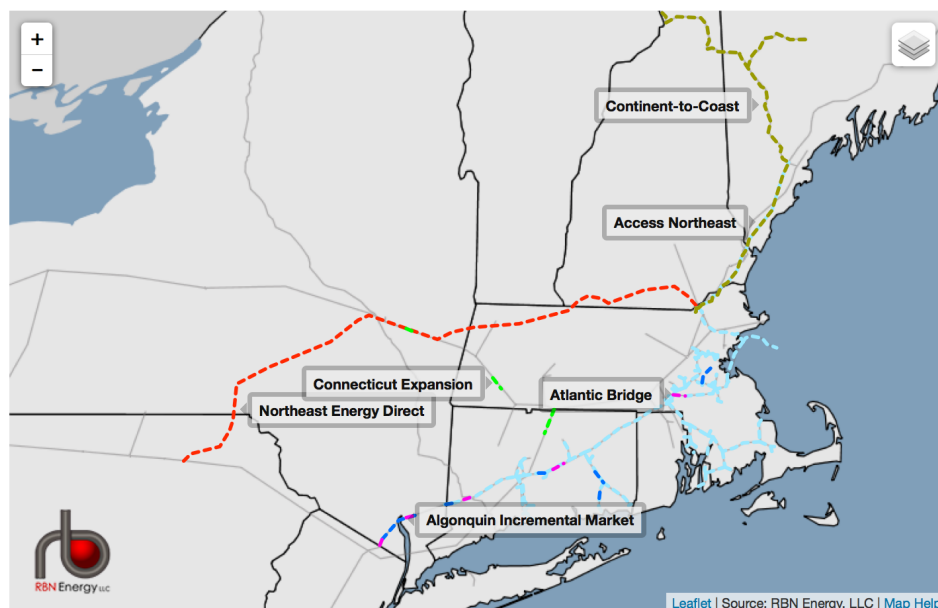 +
−
Continent-to-Coast
Access Northeast
Connecticut Expansion
Atlantic Bridge
Northeast Energy Direct
Algonquin Incremental Market
rb
RBN Energy LLC
Leaflet | Source: RBN Energy, LLC | Map Help